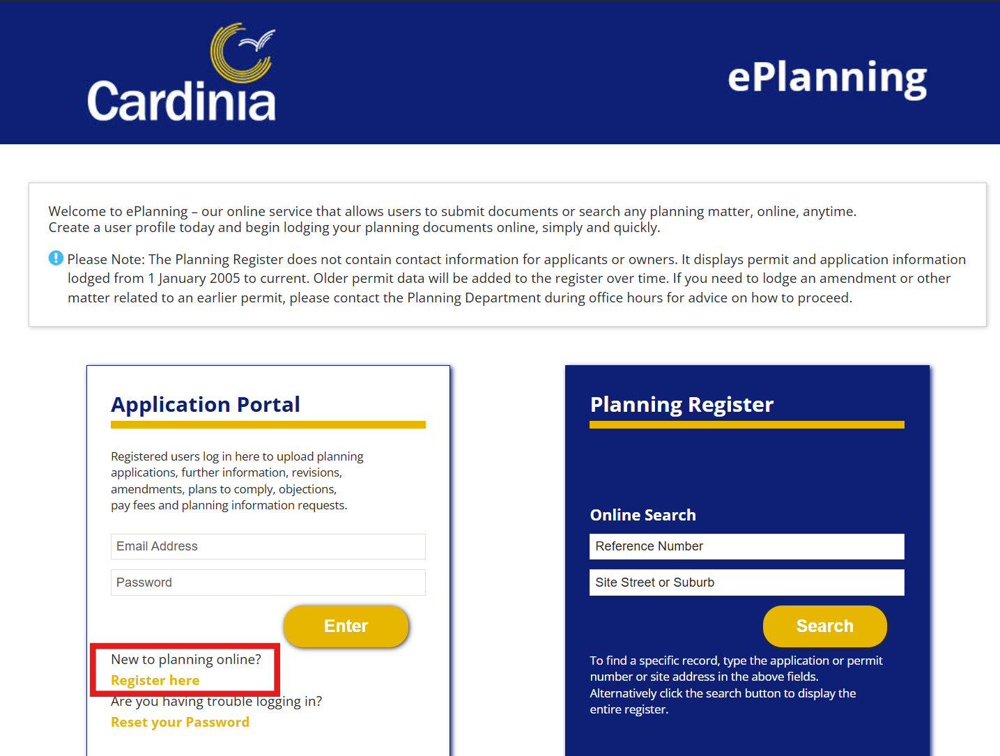 Cardinia
ePlanning
Welcome to ePlanning – our online service that allows users to submit documents or search any planning matter, online, anytime.
Create a user profile today and begin lodging your planning documents online, simply and quickly.
Please Note: The Planning Register does not contain contact information for applicants or owners. It displays permit and application information
lodged from 1 January 2005 to current. Older permit data will be added to the register over time. If you need to lodge an amendment or other
matter related to an earlier permit, please contact the Planning Department during office hours for advice on how to proceed.
Application Portal
Registered users log in here to upload planning
applications, further information, revisions,
amendments, plans to comply, objections,
pay fees and planning information requests.
Email Address
Password
Enter
New to planning online?
Register here
Are you having trouble logging in?
Reset your Password
Planning Register
Online Search
Reference Number
Site Street or Suburb
Search
To find a specific record, type the application or permit
number or site address in the above fields.
Alternatively click the search button to display the
entire register.